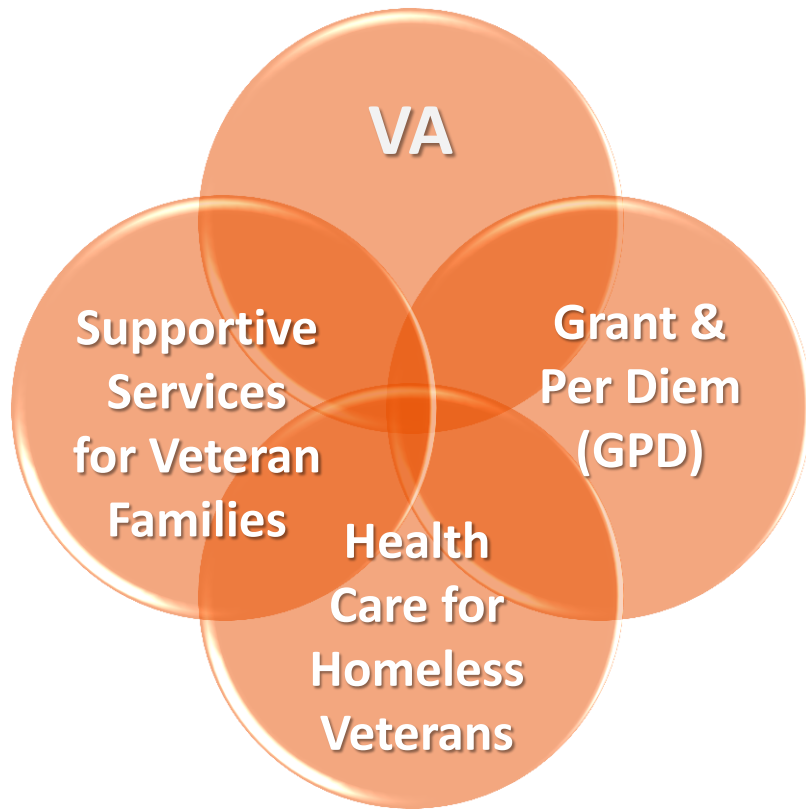 VA
Supportive
Services
for Veteran
Families
Grant &
Per Diem
(GPD)
Health
Care for
Homeless
Veterans